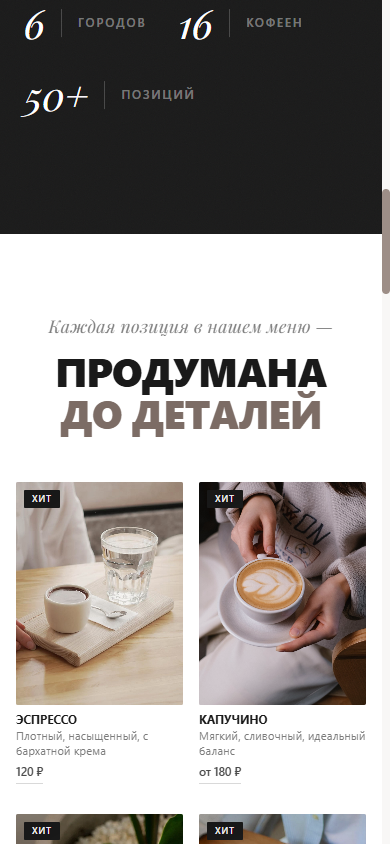 6 ГОРОДОВ 16 КОФЕЕН
50+ ПОЗИЦИЙ
Каждая позиция в нашем меню —
ПРОДУМАНА
ДО ДЕТАЛЕЙ
ХИТ
ЭСПРЕССО
Плотный, насыщенный, с
бархатной крема
120 ₽
ХИТ
КАПУЧИНО
Мягкий, сливочный, идеальный
баланс
от 180 ₽
ХИТ
ХИТ